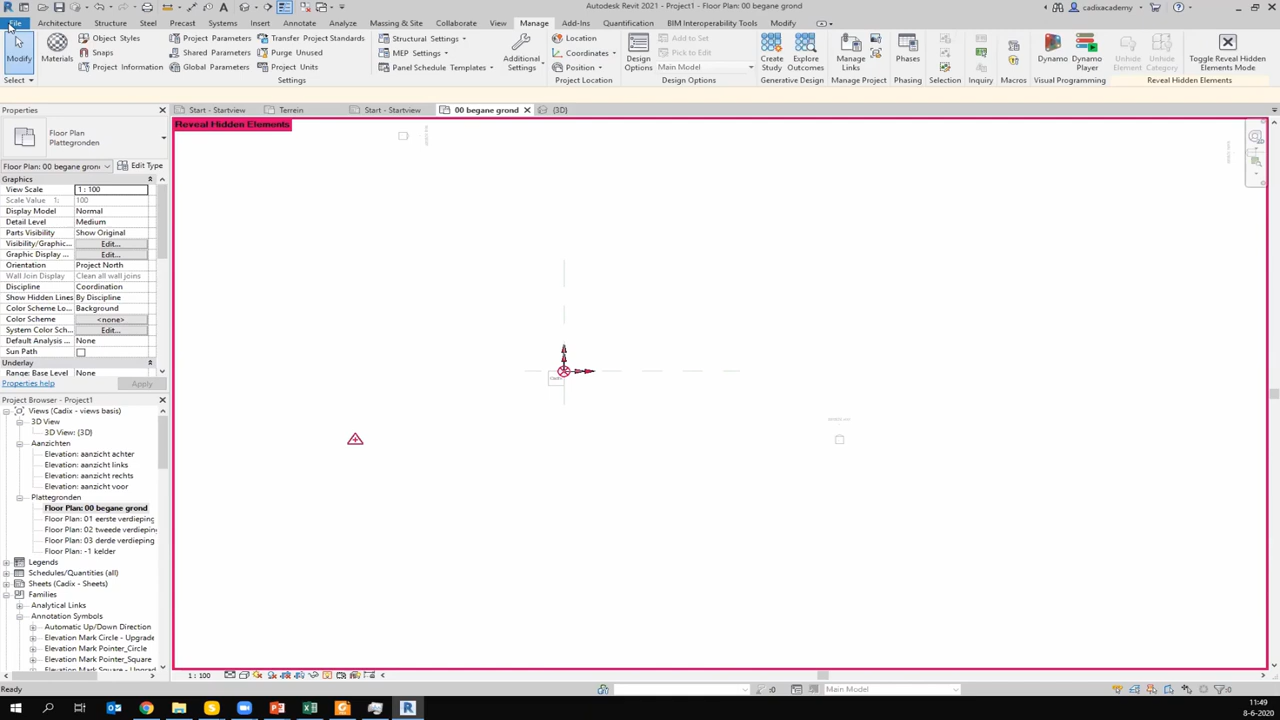 Autodesk Revit 2021 - Project1 - Floor Plan: 00 begane grond
cadixacademy
File Architecture Structure Steel Precast Systems Insert Annotate Analyze Massing & Site Collaborate View Manage Add-Ins Quantification BIM Interoperability Tools Modify
Modify
Select
Materials
Object Styles
Snaps
Project Information
Project Parameters
Purge Unused
Global Parameters
Transfer Project Standards
Project Units
Settings
Structural Settings
MEP Settings
Panel Schedule Templates
Additional
Settings
Location
Coordinates
Position
Project Location
Design
Options
Add to Set
Pick to Edit
Main Model
Design Options
Create
Study
Explore
Outcomes
Generative Design
Manage
Links
Manage Project
Phases
Phasing
Selection
Inquiry
Macros
Dynamo
Dynamo
Player
Visual Programming
Unhide
Element
Unhide
Category
Toggle Reveal Hidden
Elements Mode
Reveal Hidden Elements
Properties
Start - Startview Terrein Start - Startview 00 begane grond {3D}
Reveal Hidden Elements
Floor Plan
Plattegronden
Floor Plan: 00 begane grond Edit Type
Graphics
View Scale 1 : 100
Scale Value 1: 100
Display Model Normal
Detail Level Medium
Parts Visibility Show Original
Visibility/Graphic... Edit...
Graphic Display ... Edit...
Orientation Project North
Wall Join Display Clean all wall joins
Discipline Coordination
Show Hidden Lines By Discipline
Color Scheme Lo... Background
Color Scheme <none>
System Color Sch... Edit...
Default Analysis ... None
Sun Path
Underlay
Range: Base Level None
Properties help Apply
Project Browser - Project1
Views (Cadix - views basis)
3D View
3D View: {3D}
Aanzichten
Elevation: aanzicht achter
Elevation: aanzicht links
Elevation: aanzicht rechts
Elevation: aanzicht voor
Plattegronden
Floor Plan: 00 begane grond
Floor Plan: 01 eerste verdieping
Floor Plan: 02 tweede verdieping
Floor Plan: 03 derde verdieping
Floor Plan: -1 kelder
Legends
Schedules/Quantities (all)
Sheets (Cadix - Sheets)
Families
Analytical Links
Annotation Symbols
Automatic Up/Down Direction
Elevation Mark Circle - Upgrade
Elevation Mark Pointer_Circle
Elevation Mark Pointer_Square
Elevation Mark Square - Upgrad
1 : 100
Ready
:0
Main Model
:0
11:49
8-6-2020